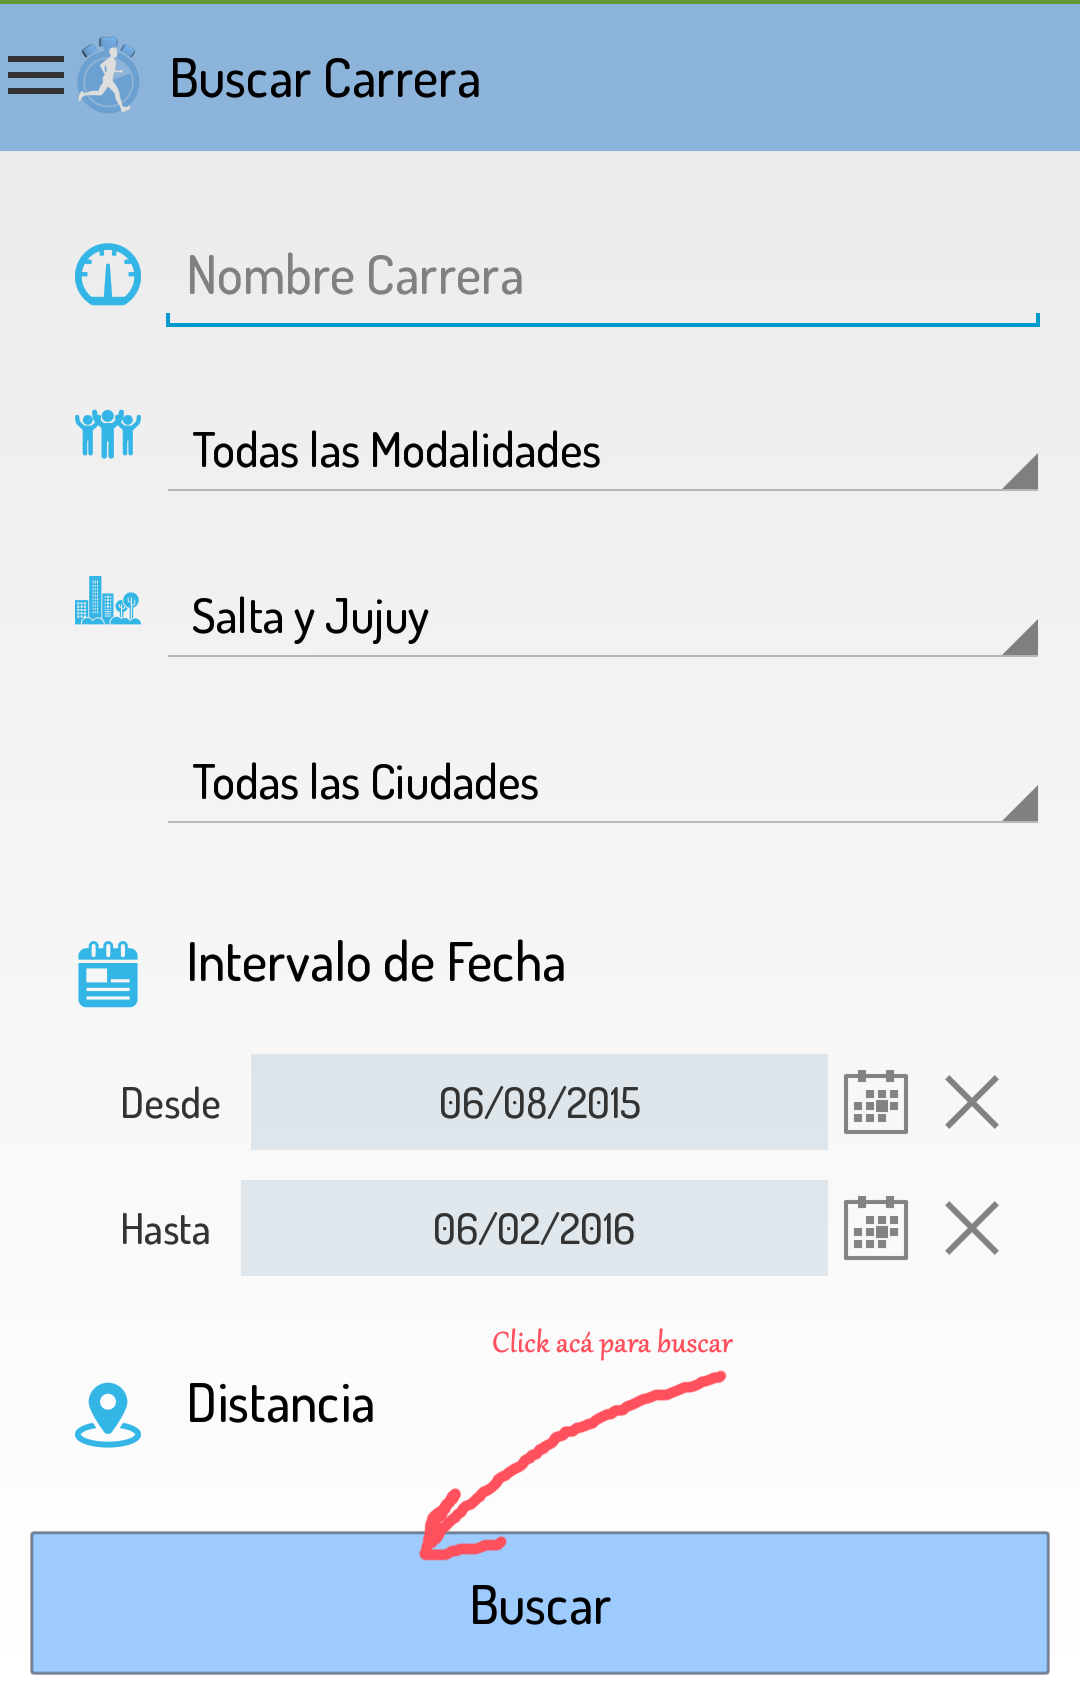 Buscar Carrera
Nombre Carrera
Todas las Modalidades
Salta y Jujuy
Todas las Ciudades
Intervalo de Fecha
Desde 06/08/2015
Hasta 06/02/2016
Click acá para buscar
Distancia
Buscar